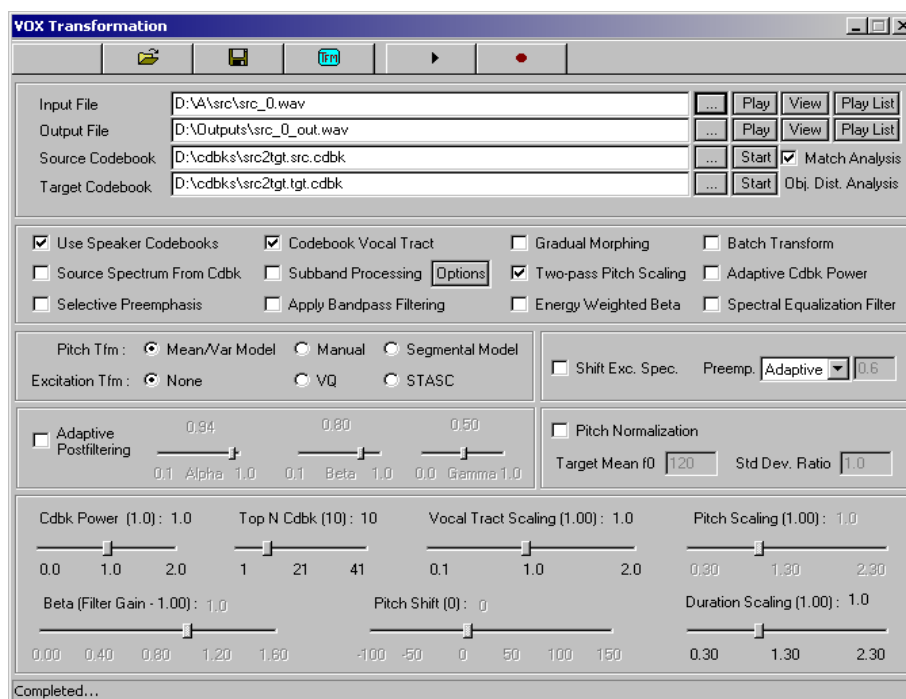 VOX Transformation
TFM
Input File D:\A\src\src_0.wav ... Play View Play List
Output File D:\Outputs\src_0_out.wav ... Play View Play List
Source Codebook D:\cdbks\src2tgt.src.cdbk ... Start Match Analysis
Target Codebook D:\cdbks\src2tgt.tgt.cdbk ... Start Obj. Dist. Analysis
Use Speaker Codebooks Codebook Vocal Tract Gradual Morphing Batch Transform
Source Spectrum From Cdbk Subband Processing Options Two-pass Pitch Scaling Adaptive Cdbk Power
Selective Preemphasis Apply Bandpass Filtering Energy Weighted Beta Spectral Equalization Filter
Pitch Tfm : Mean/Var Model Manual Segmental Model
Excitation Tfm : None VQ STASC
Shift Exc. Spec. Preemp. Adaptive 0.6
Adaptive Postfiltering
0.94 0.80 0.50
0.1 Alpha 1.0 0.1 Beta 1.0 0.0 Gamma 1.0
Pitch Normalization
Target Mean f0 120 Std Dev. Ratio 1.0
Cdbk Power (1.0) : 1.0 Top N Cdbk (10) : 10 Vocal Tract Scaling (1.00) : 1.0 Pitch Scaling (1.00) : 1.0
0.0 1.0 2.0 1 21 41 0.1 1.0 2.0 0.30 1.30 2.30
Beta (Filter Gain - 1.00) : 1.0 Pitch Shift (0) : 0 Duration Scaling (1.00) : 1.0
0.00 0.40 0.80 1.20 1.60 -100 -50 0 50 100 150 0.30 1.30 2.30
Completed...